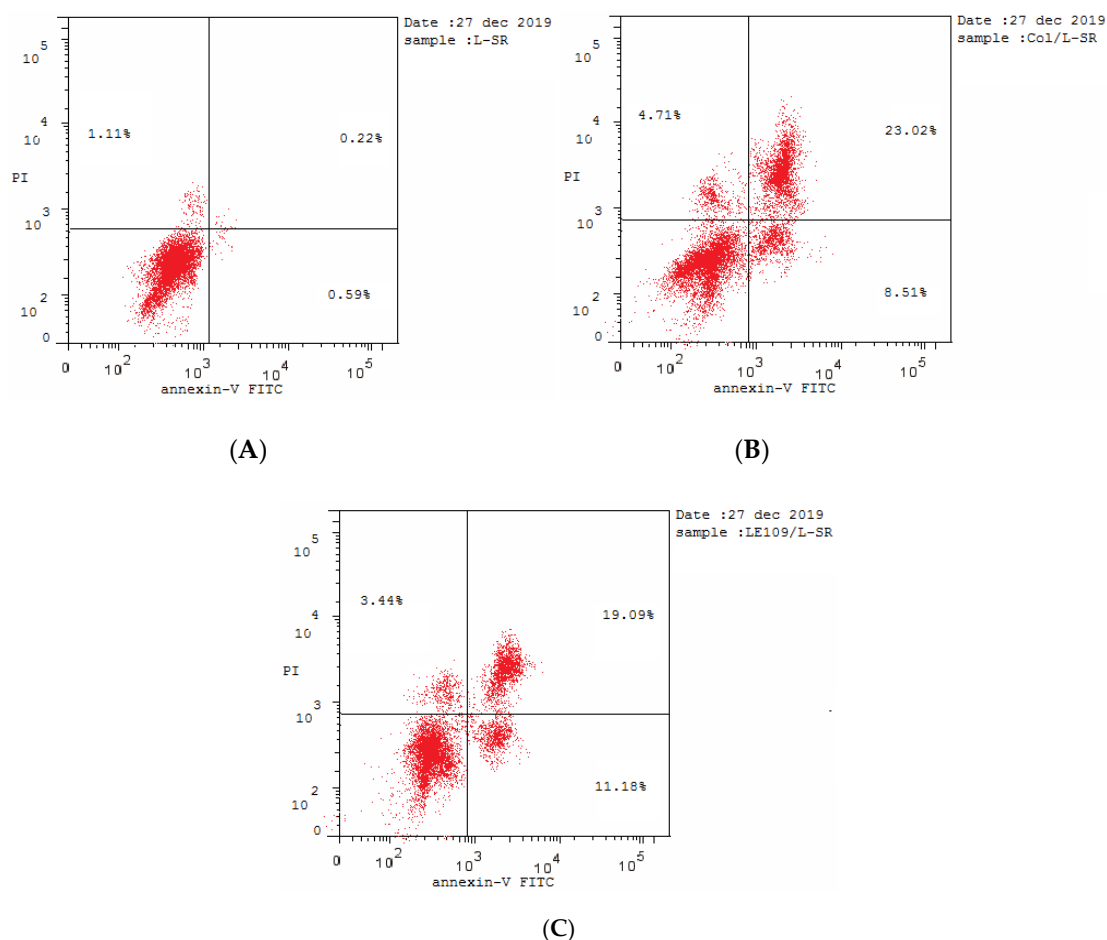 Date :27 dec 2019
sample :L-SR
10^5
10^4
1.11%
0.22%
PI
10^3
10^2
0.59%
0
0 10^2 10^3 10^4 10^5
annexin-V FITC
(A)
Date :27 dec 2019
sample :Col/L-SR
10^5
10^4
4.71%
23.02%
PI
10^3
10^2
8.51%
0
0 10^2 10^3 10^4 10^5
annexin-V FITC
(B)
Date :27 dec 2019
sample :LE109/L-SR
10^5
10^4
3.44%
19.09%
PI
10^3
10^2
11.18%
0
0 10^2 10^3 10^4 10^5
annexin-V FITC
(C)